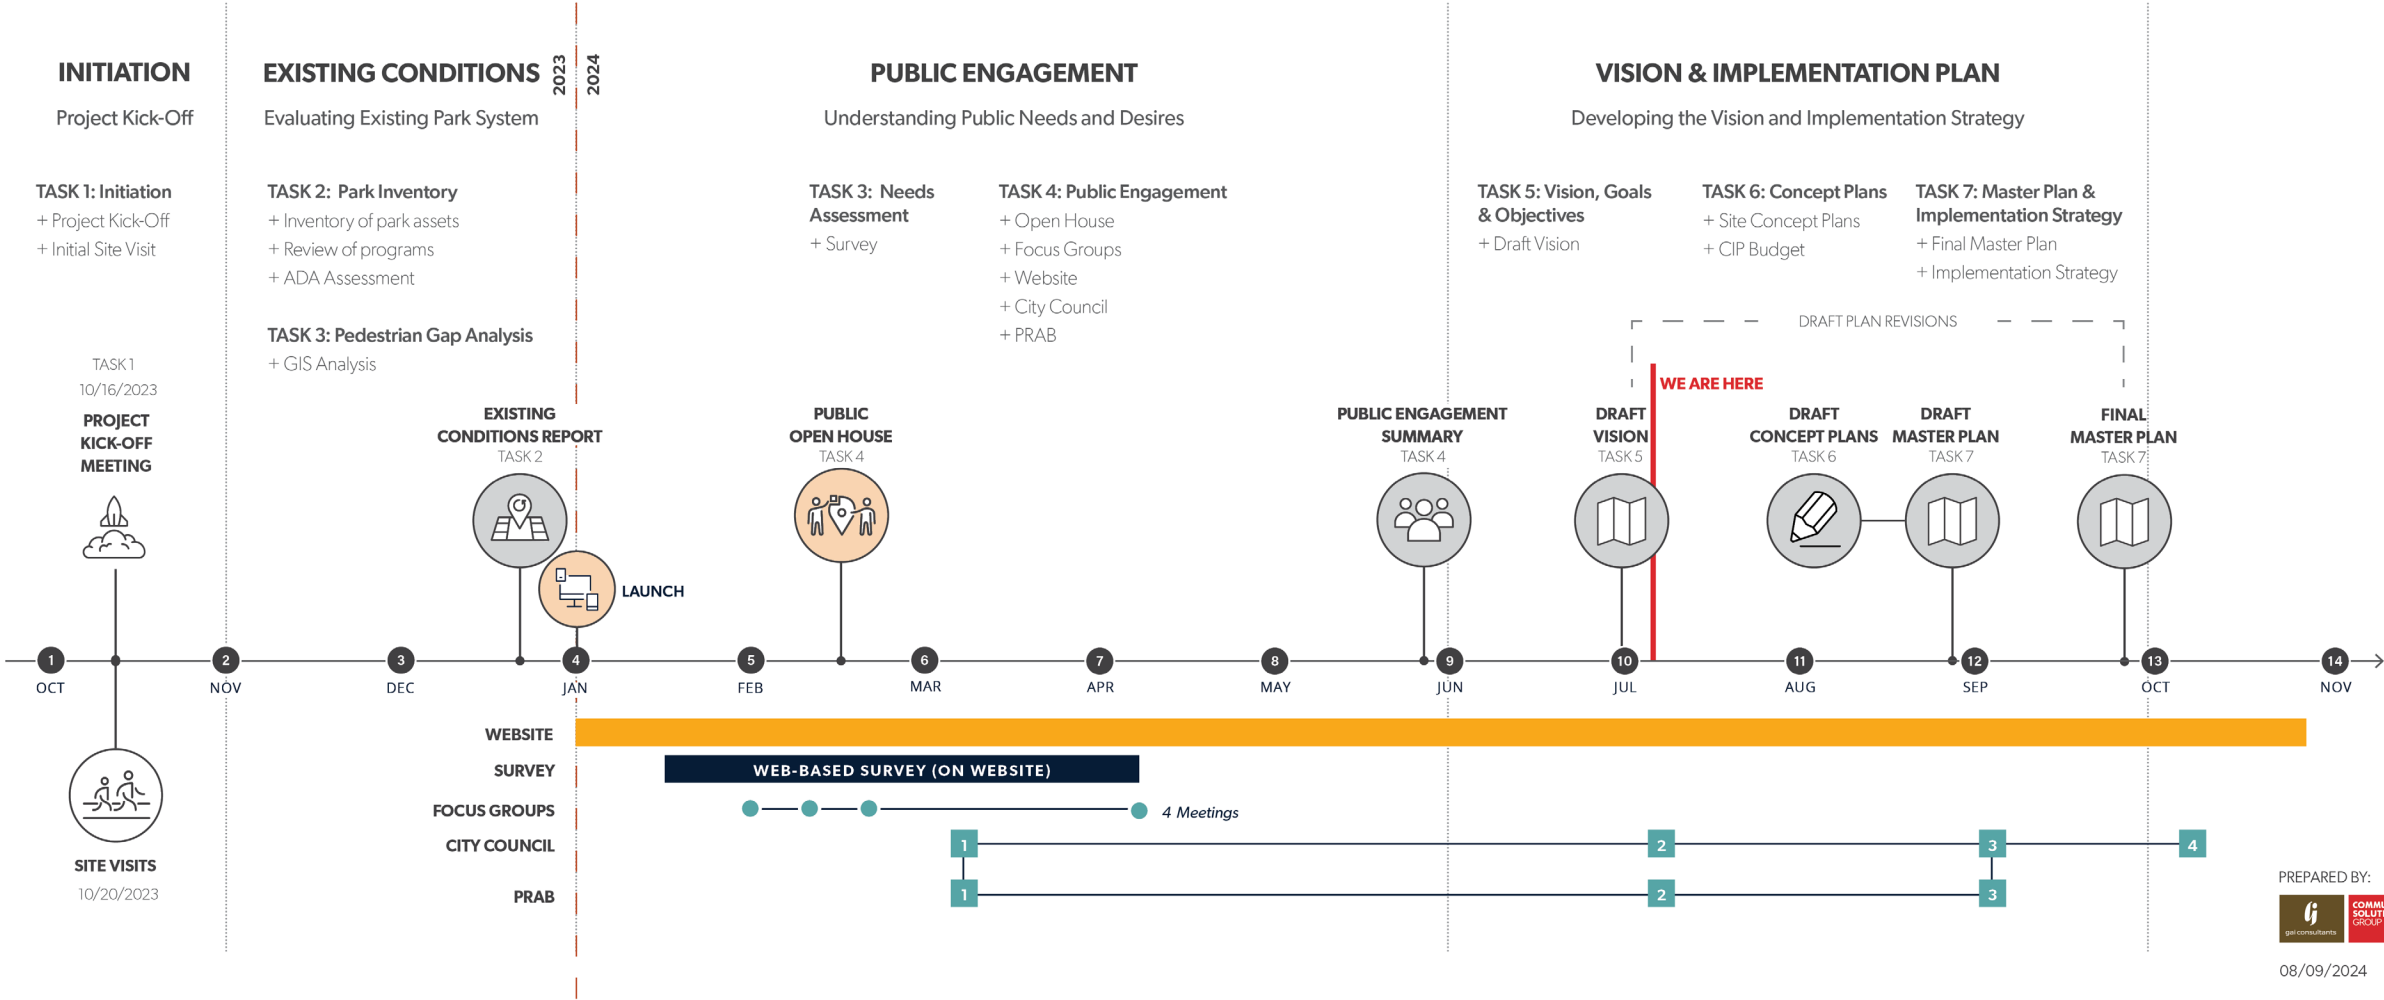 INITIATION
Project Kick-Off
EXISTING CONDITIONS
Evaluating Existing Park System
2023
2024
PUBLIC ENGAGEMENT
Understanding Public Needs and Desires
VISION & IMPLEMENTATION PLAN
Developing the Vision and Implementation Strategy
TASK 1: Initiation
+ Project Kick-Off
+ Initial Site Visit
TASK 2: Park Inventory
+ Inventory of park assets
+ Review of programs
+ ADA Assessment
TASK 3: Pedestrian Gap Analysis
+ GIS Analysis
TASK 3: Needs
Assessment
+ Survey
TASK 4: Public Engagement
+ Open House
+ Focus Groups
+ Website
+ City Council
+ PRAB
TASK 5: Vision, Goals
& Objectives
+ Draft Vision
TASK 6: Concept Plans
+ Site Concept Plans
+ CIP Budget
TASK 7: Master Plan &
Implementation Strategy
+ Final Master Plan
+ Implementation Strategy
DRAFT PLAN REVISIONS
WE ARE HERE
TASK 1
10/16/2023
PROJECT
KICK-OFF
MEETING
EXISTING
CONDITIONS REPORT
TASK 2
LAUNCH
PUBLIC
OPEN HOUSE
TASK 4
PUBLIC ENGAGEMENT
SUMMARY
TASK 4
DRAFT
VISION
TASK 5
DRAFT
CONCEPT PLANS
TASK 6
DRAFT
MASTER PLAN
TASK 7
FINAL
MASTER PLAN
TASK 7
1 2 3 4 5 6 7 8 9 10 11 12 13 14
OCT NOV DEC JAN FEB MAR APR MAY JUN JUL AUG SEP OCT NOV
SITE VISITS
10/20/2023
WEBSITE
SURVEY
WEB-BASED SURVEY (ON WEBSITE)
FOCUS GROUPS
4 Meetings
CITY COUNCIL
1 2 3 4
PRAB
1 2 3
PREPARED BY:
gai consultants
COMMU
SOLUTI
GROUP
08/09/2024